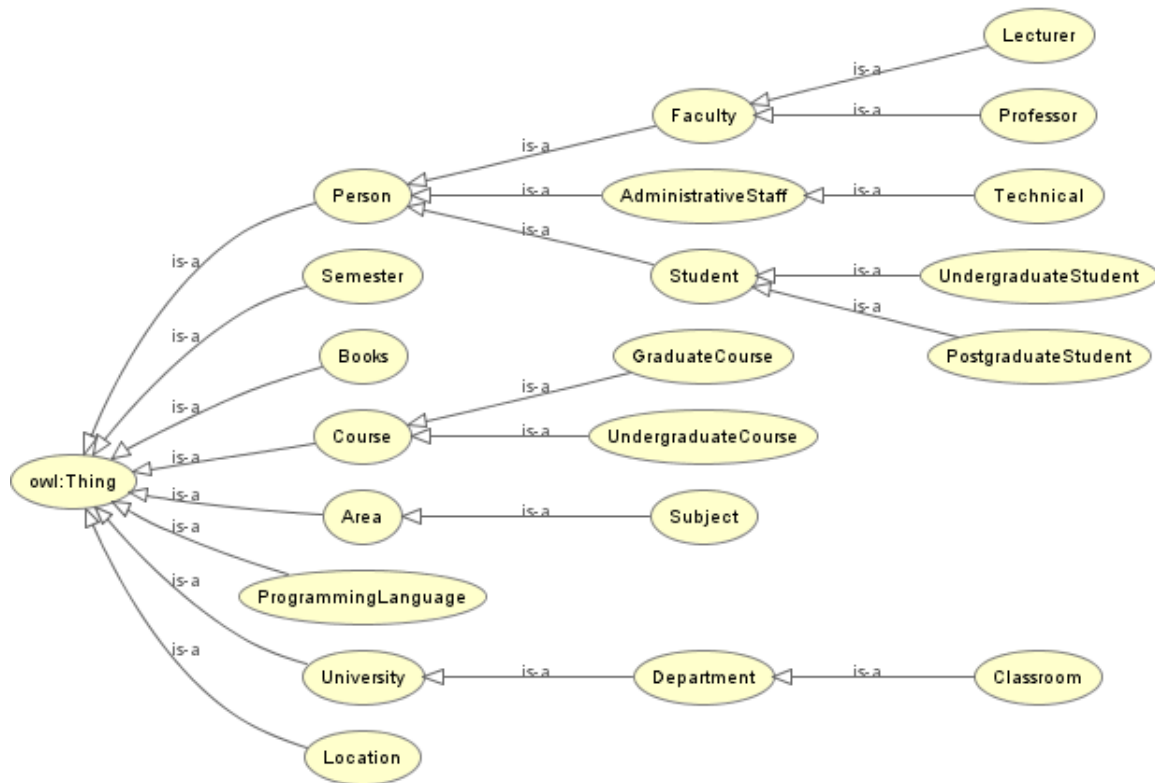 Lecturer
is-a
Faculty
is-a
Professor
is-a
Person
is-a
AdministrativeStaff
is-a
Technical
is-a
is-a
Semester
Student
is-a
UndergraduateStudent
is-a
is-a
Books
GraduateCourse
PostgraduateStudent
is-a
is-a
Course
is-a
UndergraduateCourse
is-a
owl:Thing
is-a
Area
is-a
Subject
is-a
is-a
ProgrammingLanguage
University
is-a
Department
is-a
Classroom
is-a
Location